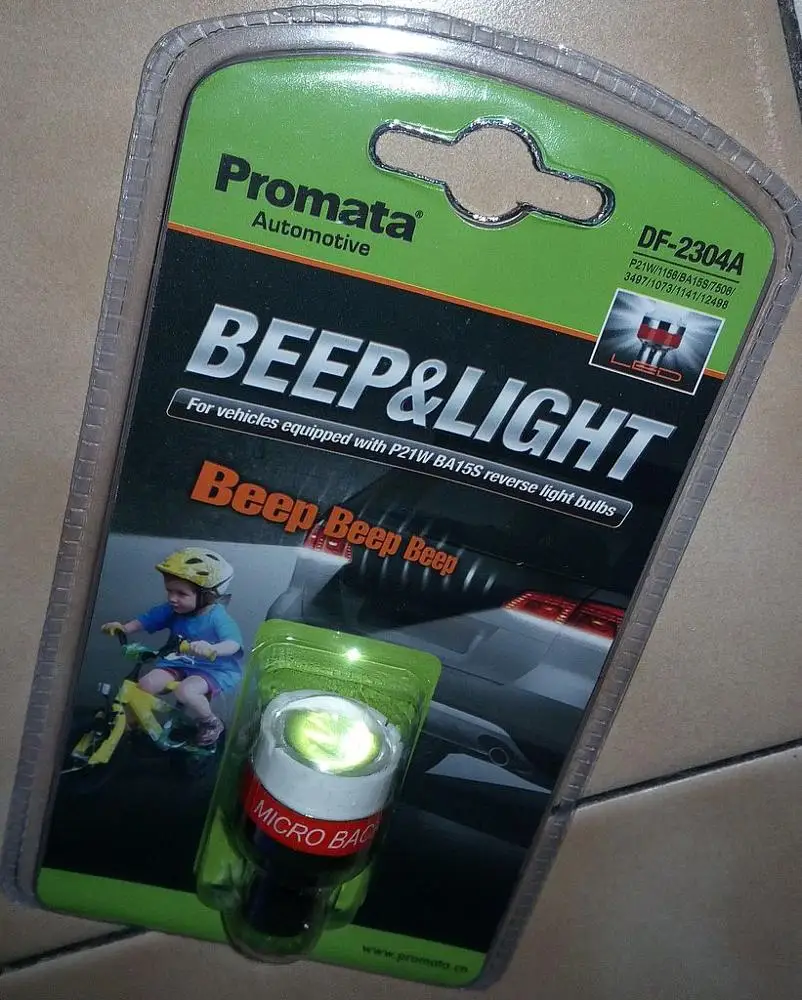 Promata®
Automotive
DF-2304A
P21W/1156/BA15S/7506/
3497/1073/1141/12498
LED
BEEP&LIGHT
For vehicles equipped with P21W BA15S reverse light bulbs
Beep Beep Beep
MICRO BAC
www.promata.cn